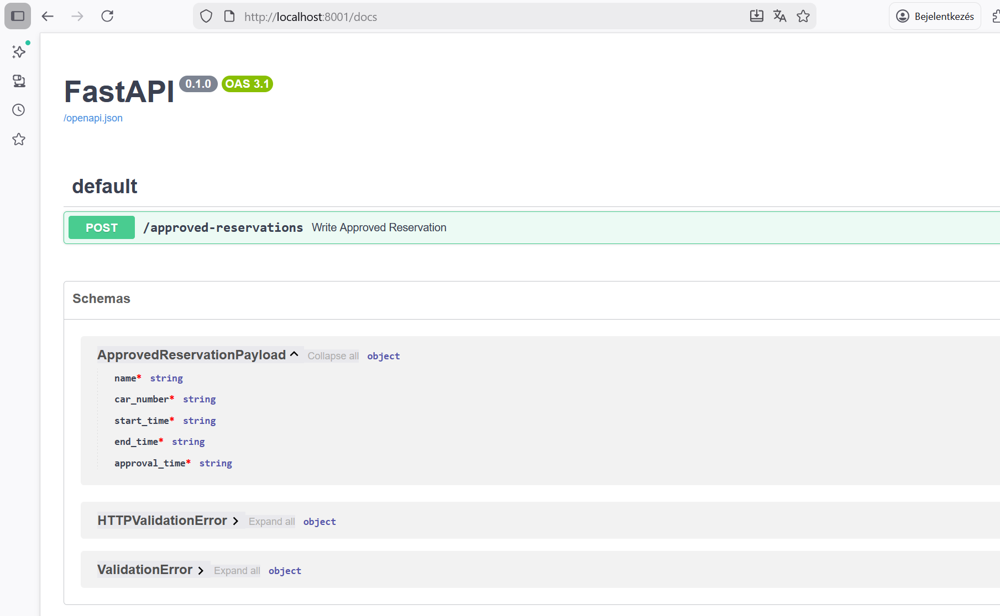 http://localhost:8001/docs
Bejelentkezés
FastAPI 0.1.0 OAS 3.1
/openapi.json
default
POST /approved-reservations Write Approved Reservation
Schemas
ApprovedReservationPayload Collapse all object
name* string
car_number* string
start_time* string
end_time* string
approval_time* string
HTTPValidationError Expand all object
ValidationError Expand all object